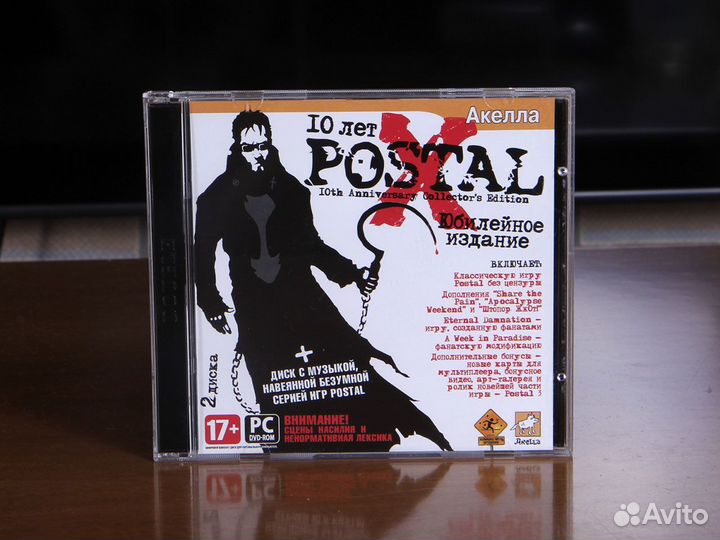 Акелла
10 лет
POSTAL
X
10th Anniversary Collector's Edition
Юбилейное
издание
ВКЛЮЧАЕТ:
Классическую игру
Postal без цензуры
Дополнения "Share the
Pain", "Apocalypse
Weekend" и "Штопор ЖжОт"
Eternal Damnation –
игру, созданную фанатами
A Week in Paradise –
фанатскую модификацию
Дополнительные бонусы –
новые карты для
мультиплеера, бонусное
видео, арт-галерея и
ролик новейшей части
игры – Postal 3
+
ДИСК С МУЗЫКОЙ,
НАВЕЯННОЙ БЕЗУМНОЙ
СЕРИЕЙ ИГР POSTAL
2 диска
17+
PC
DVD-ROM
ВНИМАНИЕ!
СЦЕНЫ НАСИЛИЯ И
НЕНОРМАТИВНАЯ ЛЕКСИКА
Акелла
Avito